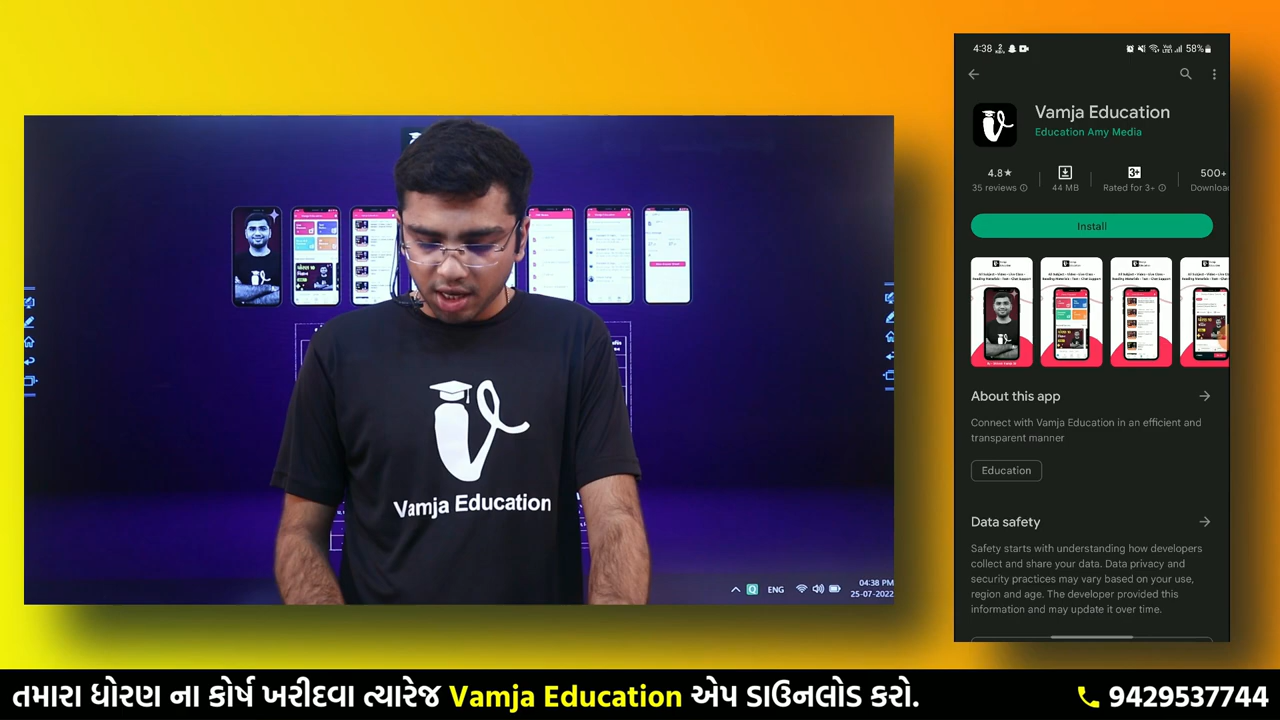 4:38
58%
Vamja Education
Education Amy Media
4.8★
35 reviews
44 MB
3+
Rated for 3+
500+
Downloa
Install
About this app
Connect with Vamja Education in an efficient and
transparent manner
Education
Data safety
Safety starts with understanding how developers
collect and share your data. Data privacy and
security practices may vary based on your use,
region and age. The developer provided this
information and may update it over time.
Vamja Education
ENG
04:38 PM
25-07-2022
તમારા ધોરણ ના કોર્ષ ખરીદવા ત્યારેજ Vamja Education એપ ડાઉનલોડ કરો.
9429537744